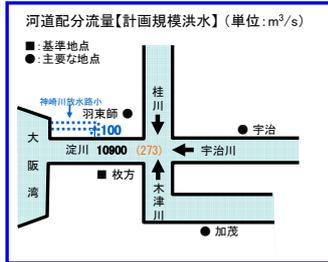 河道配分流量【計画規模洪水】（単位：m³/s）
■：基準地点
●：主要な地点
神崎川放水路小
羽束師 ●
100
桂川
● 宇治
大阪湾
淀川 10900 (273)
宇治川
■ 枚方
木津川
● 加茂